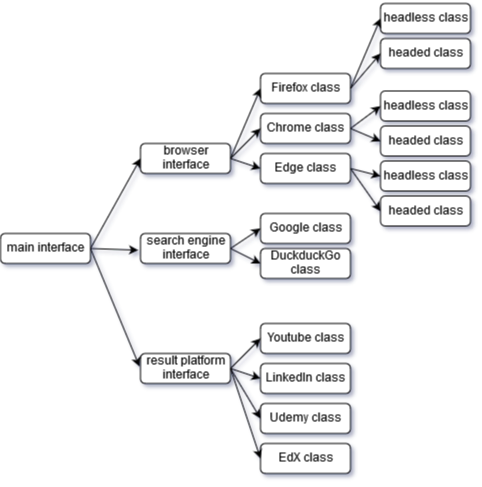 headless class
headed class
Firefox class
headless class
Chrome class
headed class
browser
interface
Edge class
headless class
headed class
Google class
main interface
search engine
interface
DuckduckGo
class
Youtube class
result platform
interface
LinkedIn class
Udemy class
EdX class